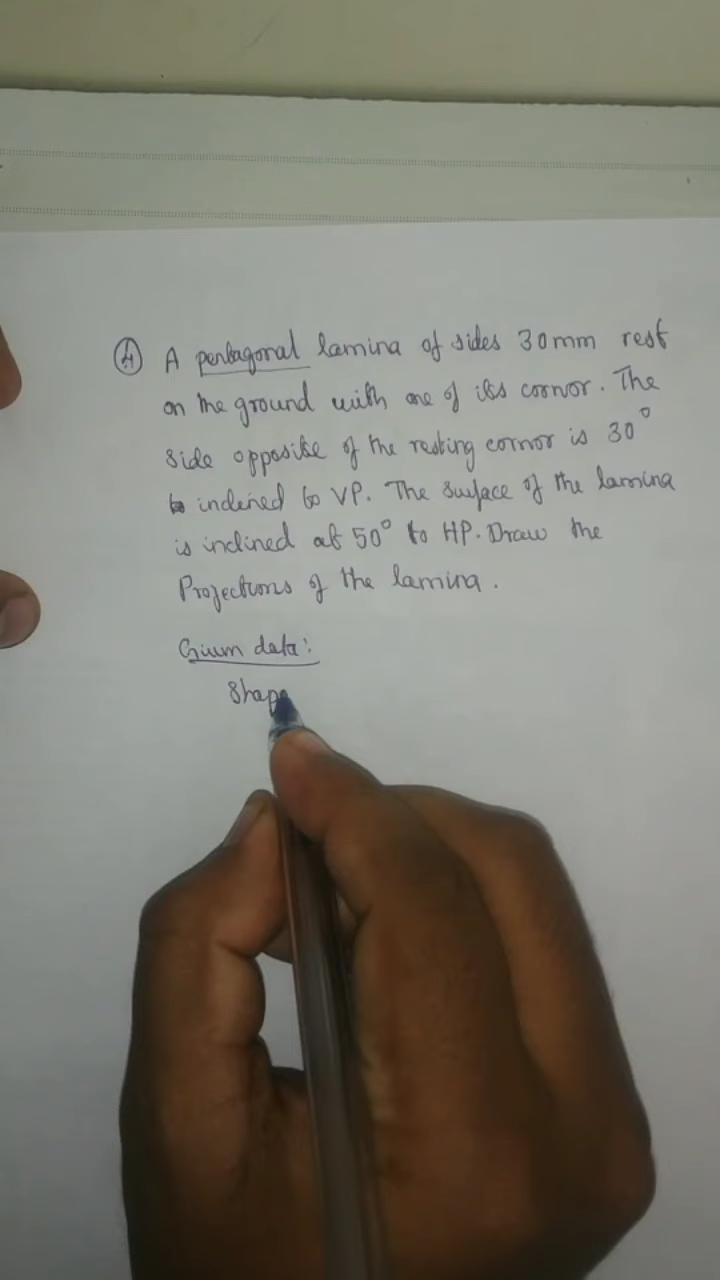 4 A pentagonal lamina of sides 30mm rest
on the ground with one of its cornor. The
side opposite of the resting cornor is 30°
inclined to VP. The surface of the lamina
is inclined at 50° to HP. Draw the
Projections of the lamina.
Given data:
Shape